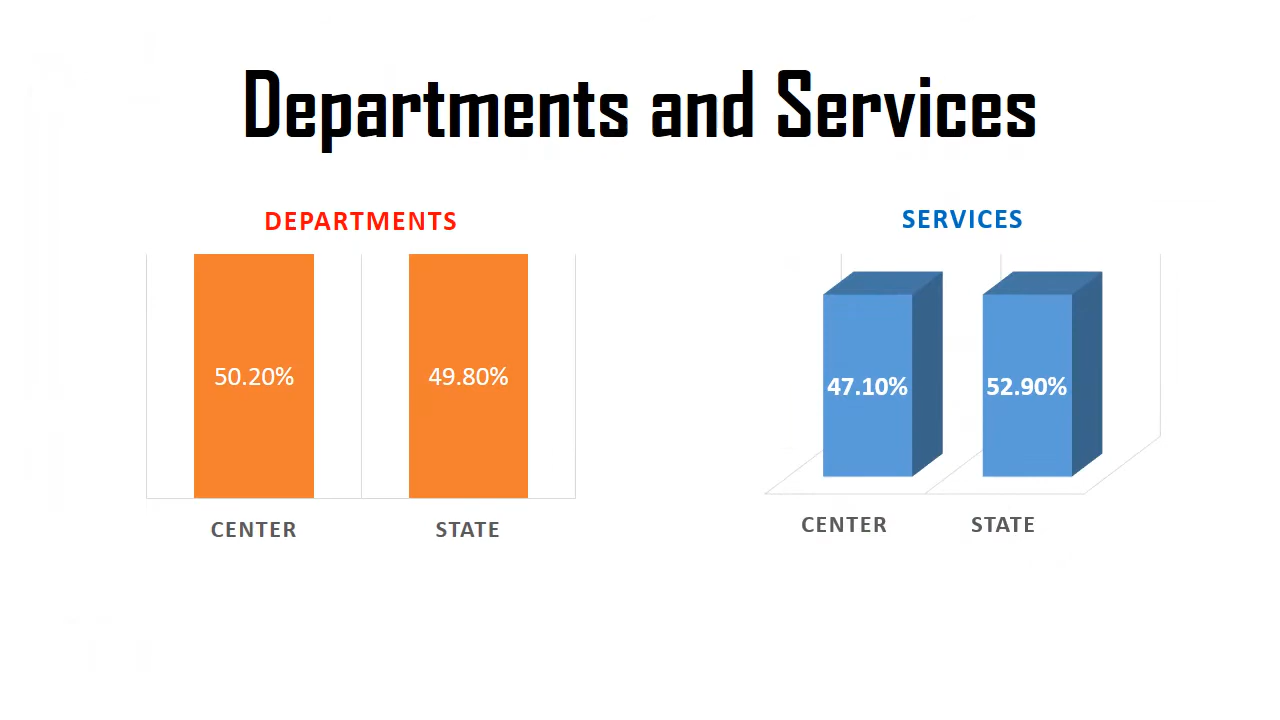 Departments and Services
DEPARTMENTS
50.20%
49.80%
CENTER
STATE
SERVICES
47.10%
52.90%
CENTER
STATE